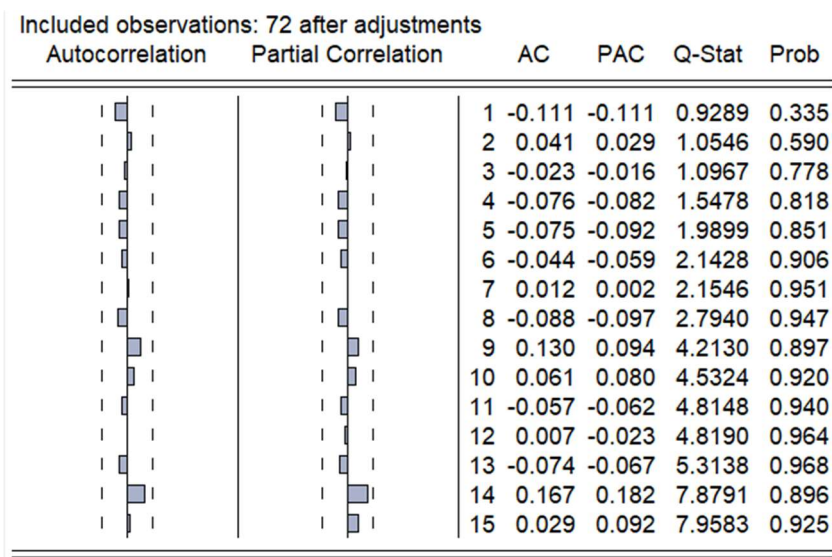 Included observations: 72 after adjustments
Autocorrelation Partial Correlation AC PAC Q-Stat Prob
1 -0.111 -0.111 0.9289 0.335
2 0.041 0.029 1.0546 0.590
3 -0.023 -0.016 1.0967 0.778
4 -0.076 -0.082 1.5478 0.818
5 -0.075 -0.092 1.9899 0.851
6 -0.044 -0.059 2.1428 0.906
7 0.012 0.002 2.1546 0.951
8 -0.088 -0.097 2.7940 0.947
9 0.130 0.094 4.2130 0.897
10 0.061 0.080 4.5324 0.920
11 -0.057 -0.062 4.8148 0.940
12 0.007 -0.023 4.8190 0.964
13 -0.074 -0.067 5.3138 0.968
14 0.167 0.182 7.8791 0.896
15 0.029 0.092 7.9583 0.925